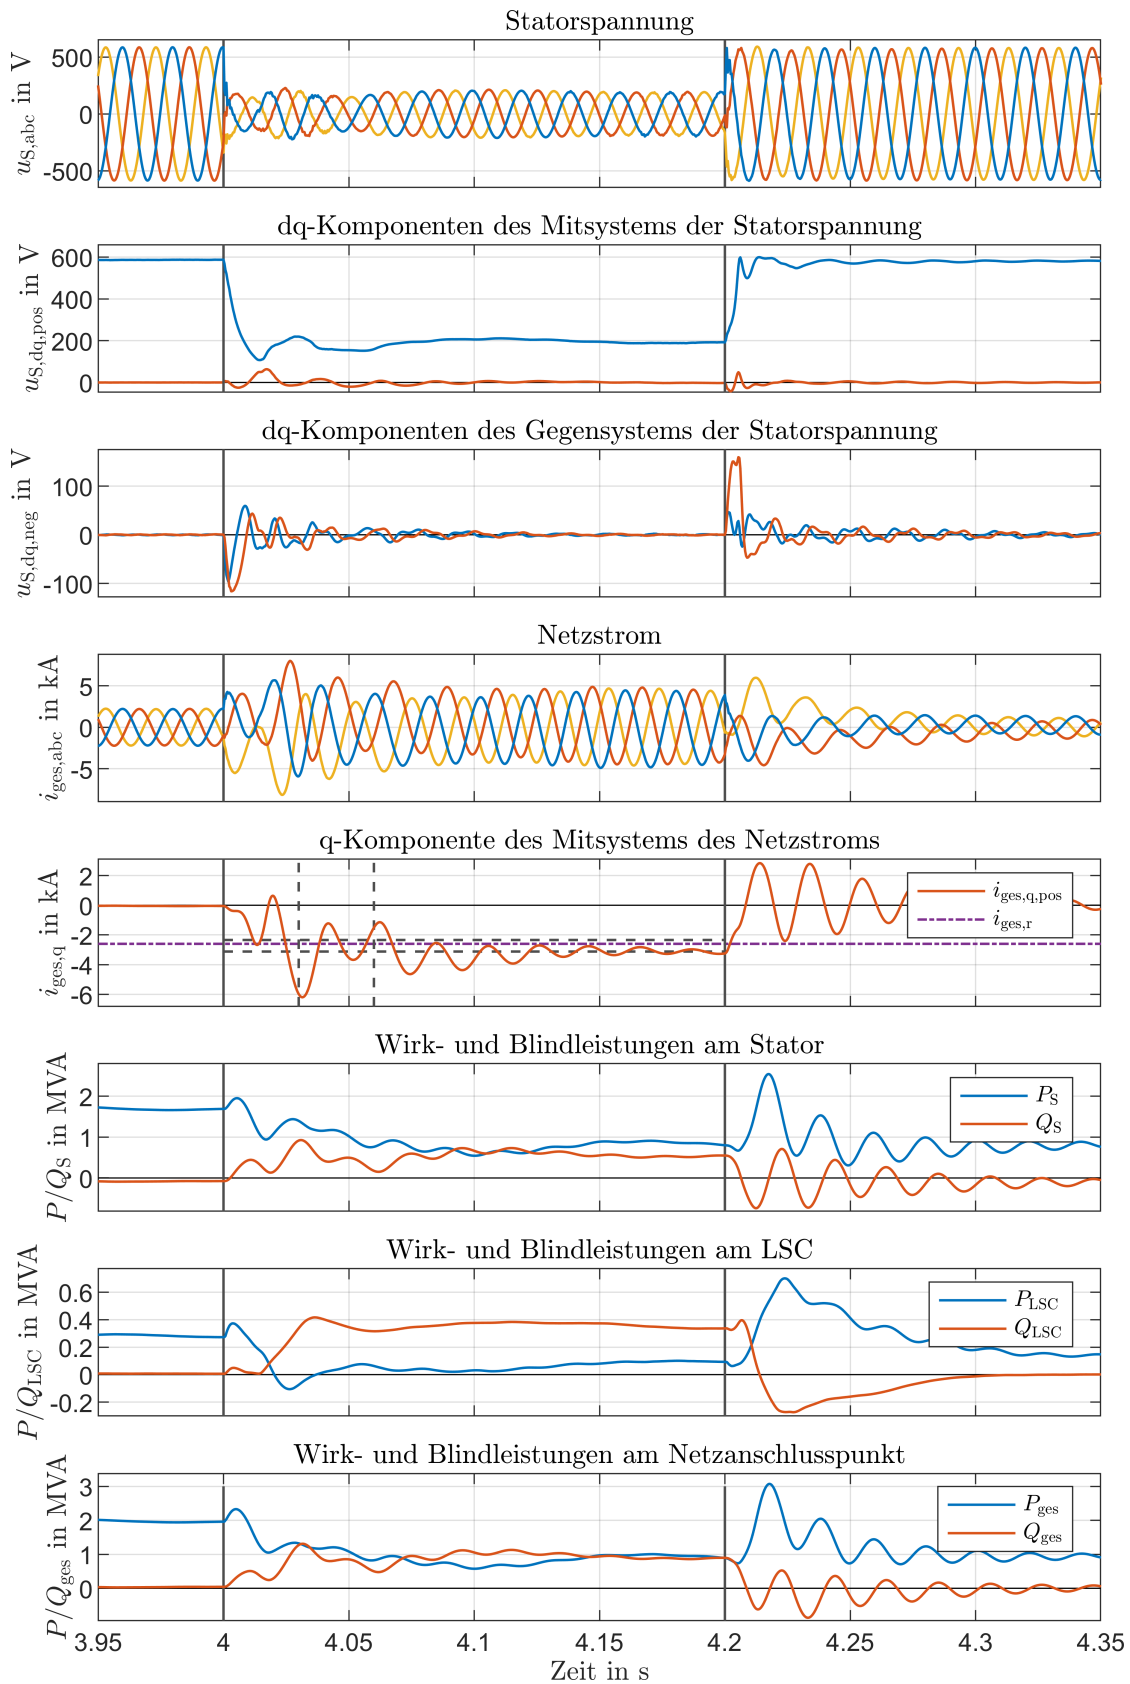 Statorspannung
u_S,abc in V
500
0
-500
dq-Komponenten des Mitsystems der Statorspannung
u_S,dq,pos in V
600
400
200
0
dq-Komponenten des Gegensystems der Statorspannung
u_S,dq,neg in V
100
0
-100
Netzstrom
i_ges,abc in kA
5
0
-5
q-Komponente des Mitsystems des Netzstroms
i_ges,q in kA
2
0
-2
-4
-6
i_ges,q,pos
i_ges,r
Wirk- und Blindleistungen am Stator
P/Q_S in MVA
2
1
0
P_S
Q_S
Wirk- und Blindleistungen am LSC
P/Q_LSC in MVA
0.6
0.4
0.2
0
-0.2
P_LSC
Q_LSC
Wirk- und Blindleistungen am Netzanschlusspunkt
P/Q_ges in MVA
3
2
1
0
P_ges
Q_ges
3.95 4 4.05 4.1 4.15 4.2 4.25 4.3 4.35
Zeit in s